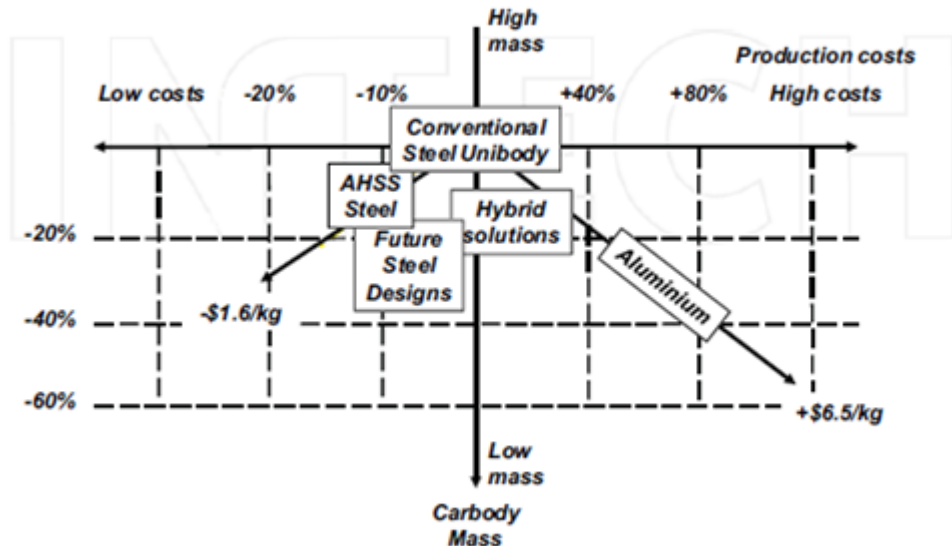 INTECH
High
mass
Production costs
Low costs -20% -10% +40% +80% High costs
Conventional
Steel Unibody
AHSS
Steel
Hybrid
solutions
-20%
Future
Steel
Designs
Aluminium
-$1.6/kg
-40%
-60%
+$6.5/kg
Low
mass
Carbody
Mass